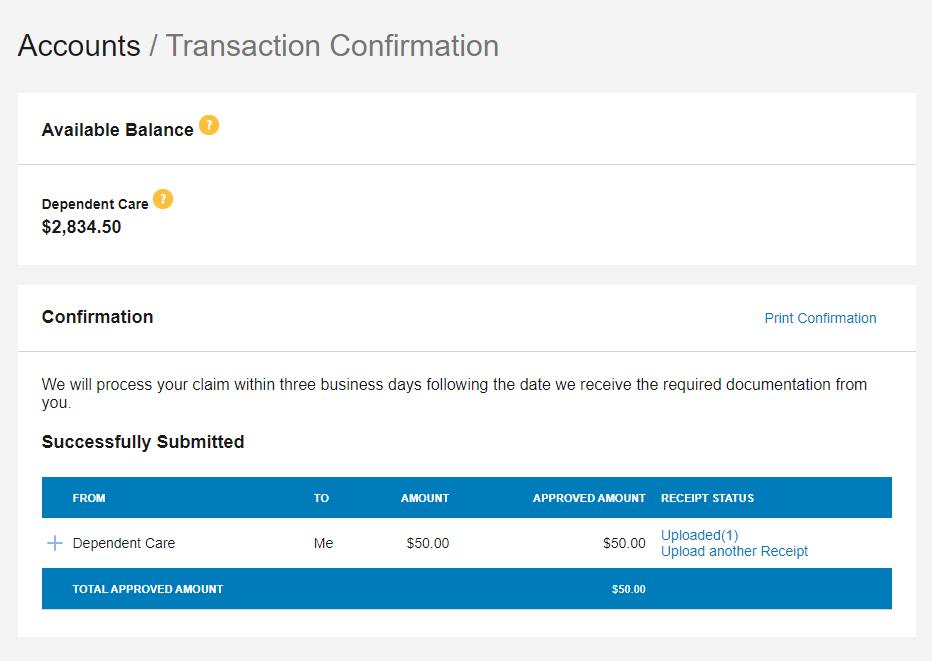 Accounts / Transaction Confirmation
Available Balance ?
Dependent Care ?
$2,834.50
Confirmation
Print Confirmation
We will process your claim within three business days following the date we receive the required documentation from
you.
Successfully Submitted
FROM TO AMOUNT APPROVED AMOUNT RECEIPT STATUS
+ Dependent Care Me $50.00 $50.00 Uploaded(1)
Upload another Receipt
TOTAL APPROVED AMOUNT $50.00